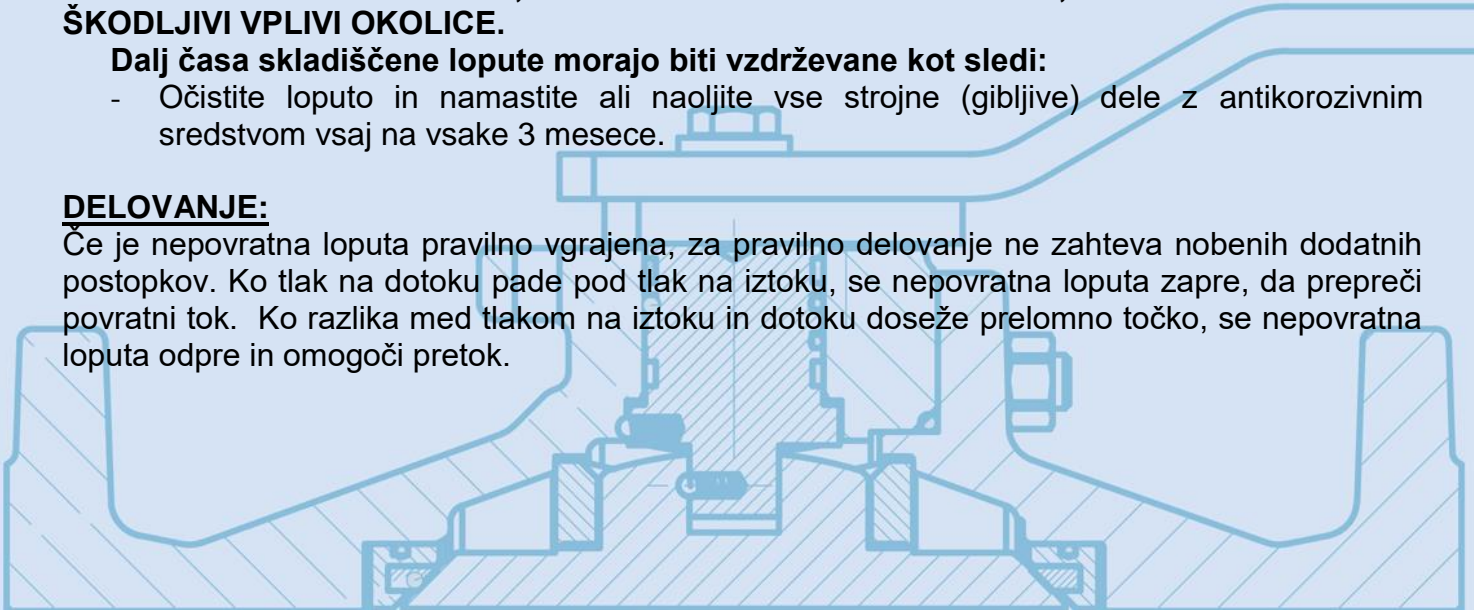 ŠKODLJIVI VPLIVI OKOLICE.
Dalj časa skladiščene lopute morajo biti vzdrževane kot sledi:
- Očistite loputo in namastite ali naoljite vse strojne (gibljive) dele z antikorozivnim
sredstvom vsaj na vsake 3 mesece.
DELOVANJE:
Če je nepovratna loputa pravilno vgrajena, za pravilno delovanje ne zahteva nobenih dodatnih
postopkov. Ko tlak na dotoku pade pod tlak na iztoku, se nepovratna loputa zapre, da prepreči
povratni tok. Ko razlika med tlakom na iztoku in dotoku doseže prelomno točko, se nepovratna
loputa odpre in omogoči pretok.